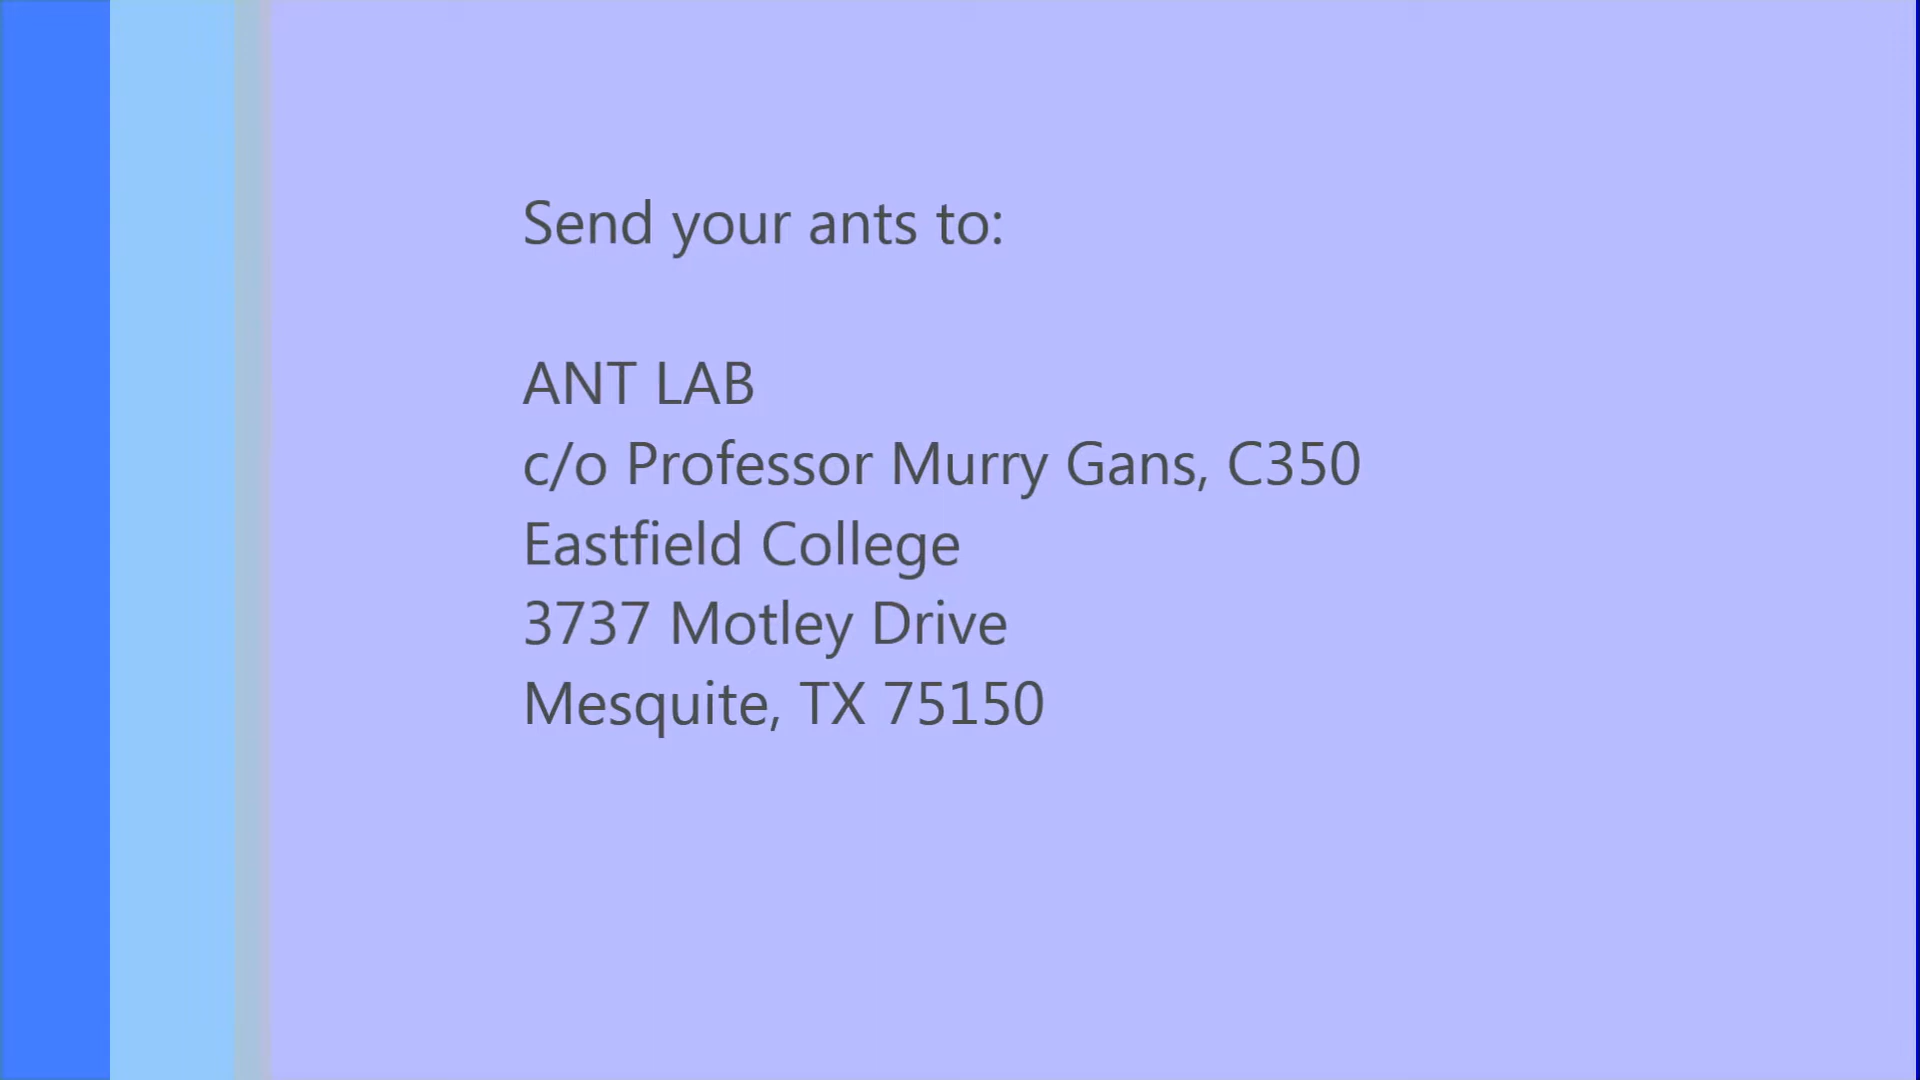 Send your ants to:
ANT LAB
c/o Professor Murry Gans, C350
Eastfield College
3737 Motley Drive
Mesquite, TX 75150